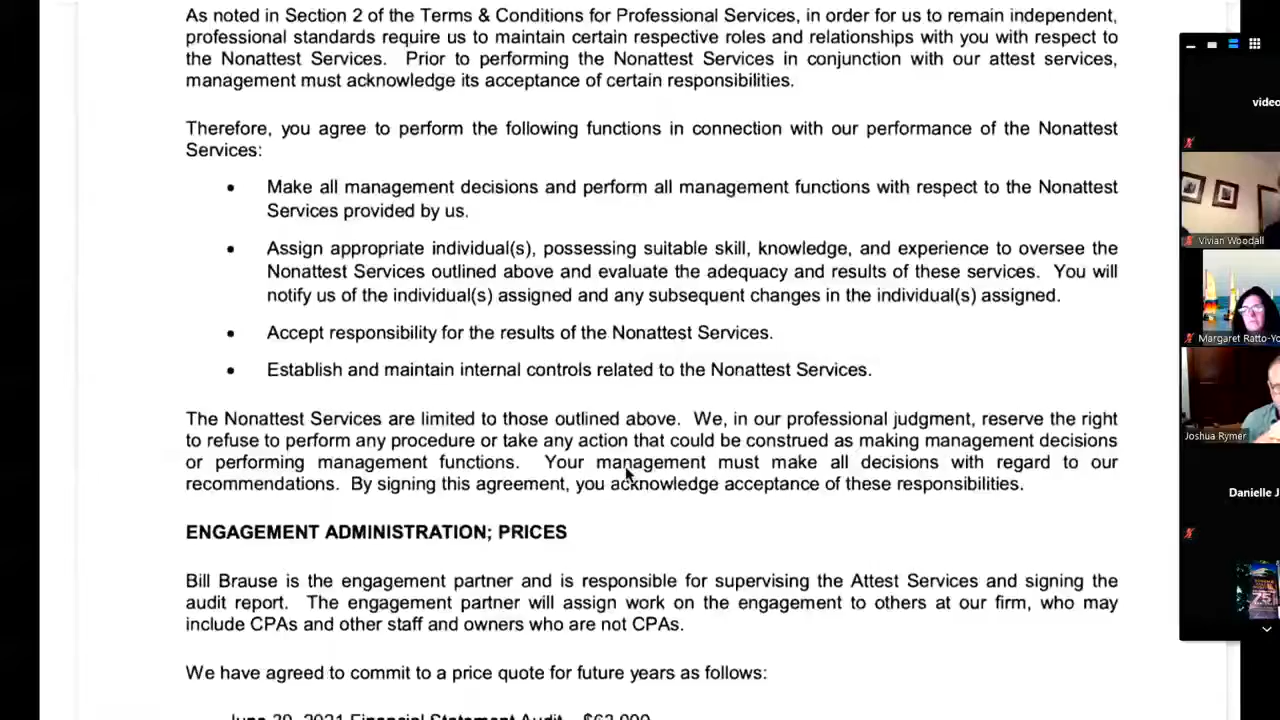 As noted in Section 2 of the Terms & Conditions for Professional Services, in order for us to remain independent,
professional standards require us to maintain certain respective roles and relationships with you with respect to
the Nonattest Services. Prior to performing the Nonattest Services in conjunction with our attest services,
management must acknowledge its acceptance of certain responsibilities.
Therefore, you agree to perform the following functions in connection with our performance of the Nonattest
Services:
• Make all management decisions and perform all management functions with respect to the Nonattest
Services provided by us.
• Assign appropriate individual(s), possessing suitable skill, knowledge, and experience to oversee the
Nonattest Services outlined above and evaluate the adequacy and results of these services. You will
notify us of the individual(s) assigned and any subsequent changes in the individual(s) assigned.
• Accept responsibility for the results of the Nonattest Services.
• Establish and maintain internal controls related to the Nonattest Services.
The Nonattest Services are limited to those outlined above. We, in our professional judgment, reserve the right
to refuse to perform any procedure or take any action that could be construed as making management decisions
or performing management functions. Your management must make all decisions with regard to our
recommendations. By signing this agreement, you acknowledge acceptance of these responsibilities.
ENGAGEMENT ADMINISTRATION; PRICES
Bill Brause is the engagement partner and is responsible for supervising the Attest Services and signing the
audit report. The engagement partner will assign work on the engagement to others at our firm, who may
include CPAs and other staff and owners who are not CPAs.
We have agreed to commit to a price quote for future years as follows:
June 30, 2021 Financial Statement Audit – $62,000
video
Vivian Woodall
Margaret Ratto-Yo
Joshua Rymer
Danielle J
75